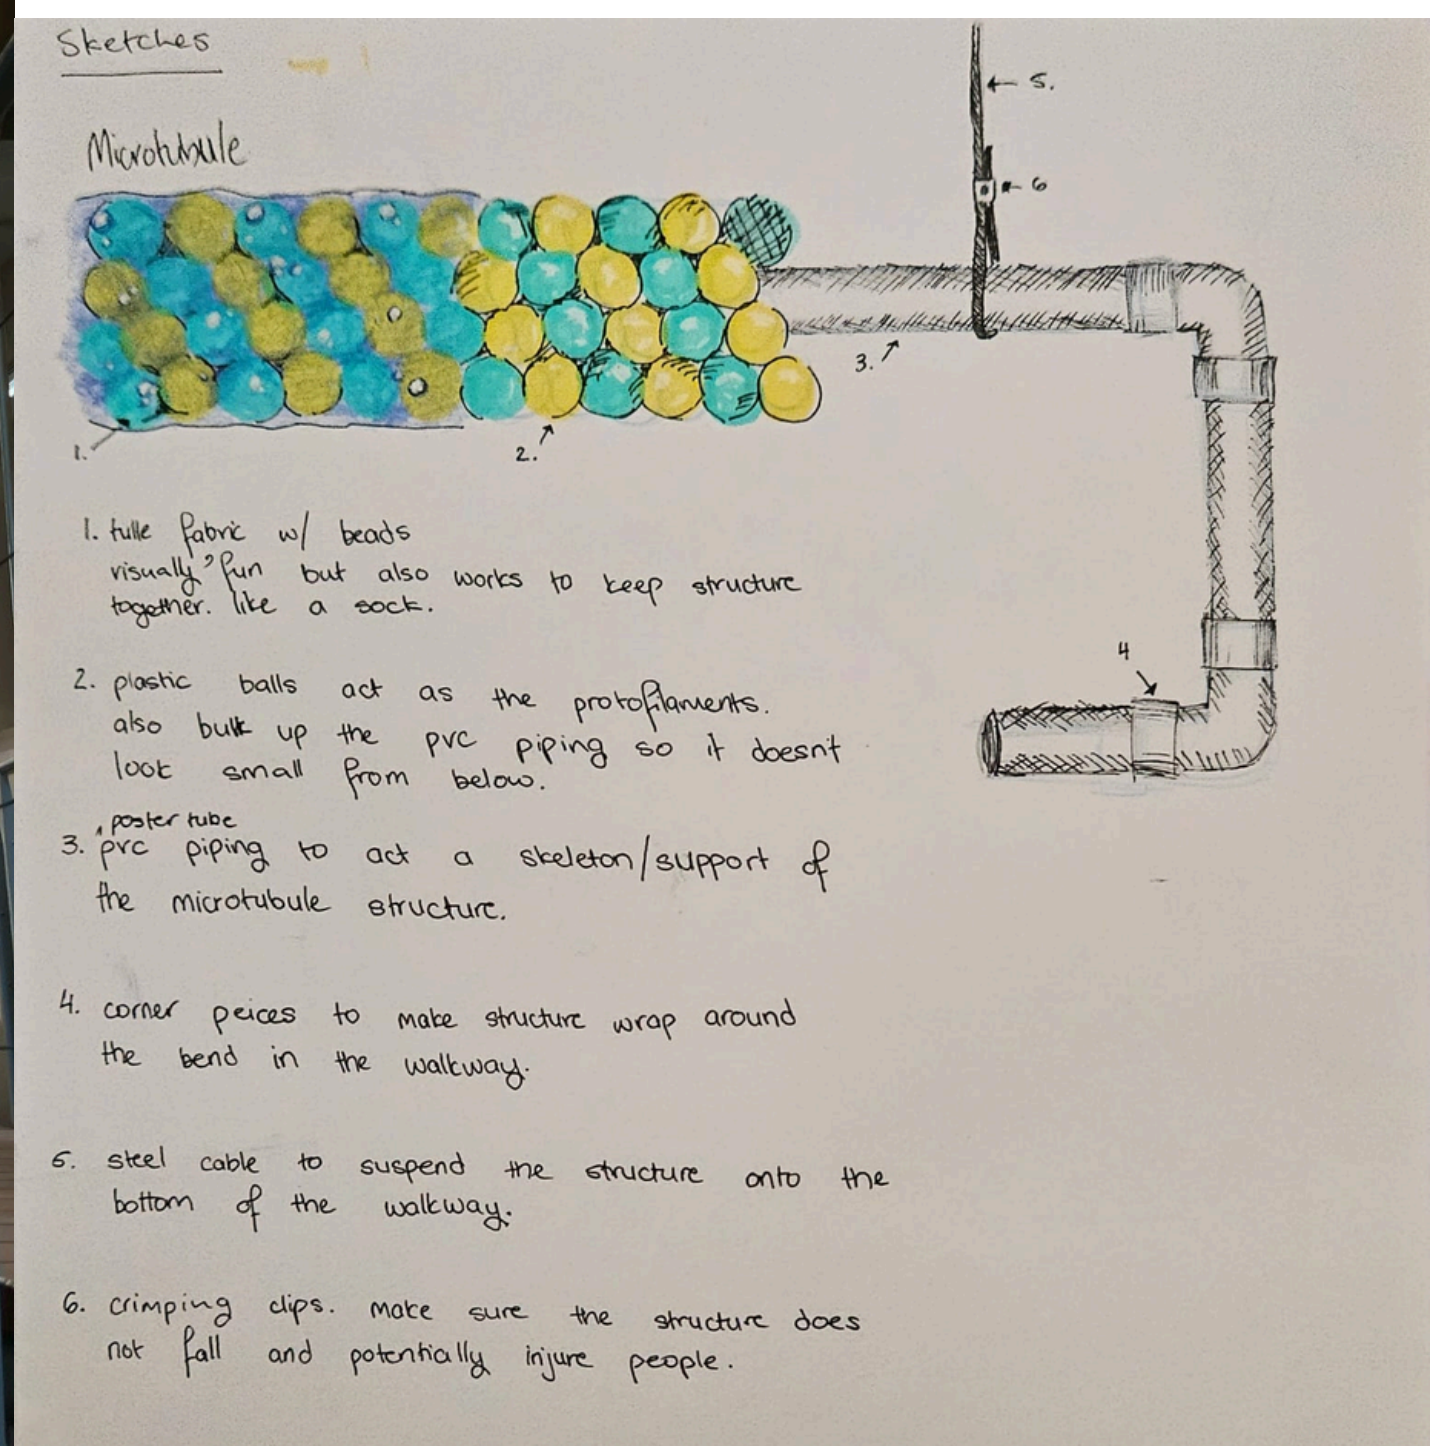 Sketches
Microtubule
← 5.
← 6
3.
1.
2.
4
1. tulle fabric w/ beads
visually fun but also works to keep structure
together. like a sock.
2. plastic balls act as the protofilaments.
also bulk up the pvc piping so it doesn't
look small from below.
poster tube
3. pvc piping to act a skeleton/support of
the microtubule structure.
4. corner peices to make structure wrap around
the bend in the walkway.
5. steel cable to suspend the structure onto the
bottom of the walkway.
6. crimping clips. make sure the structure does
not fall and potentially injure people.